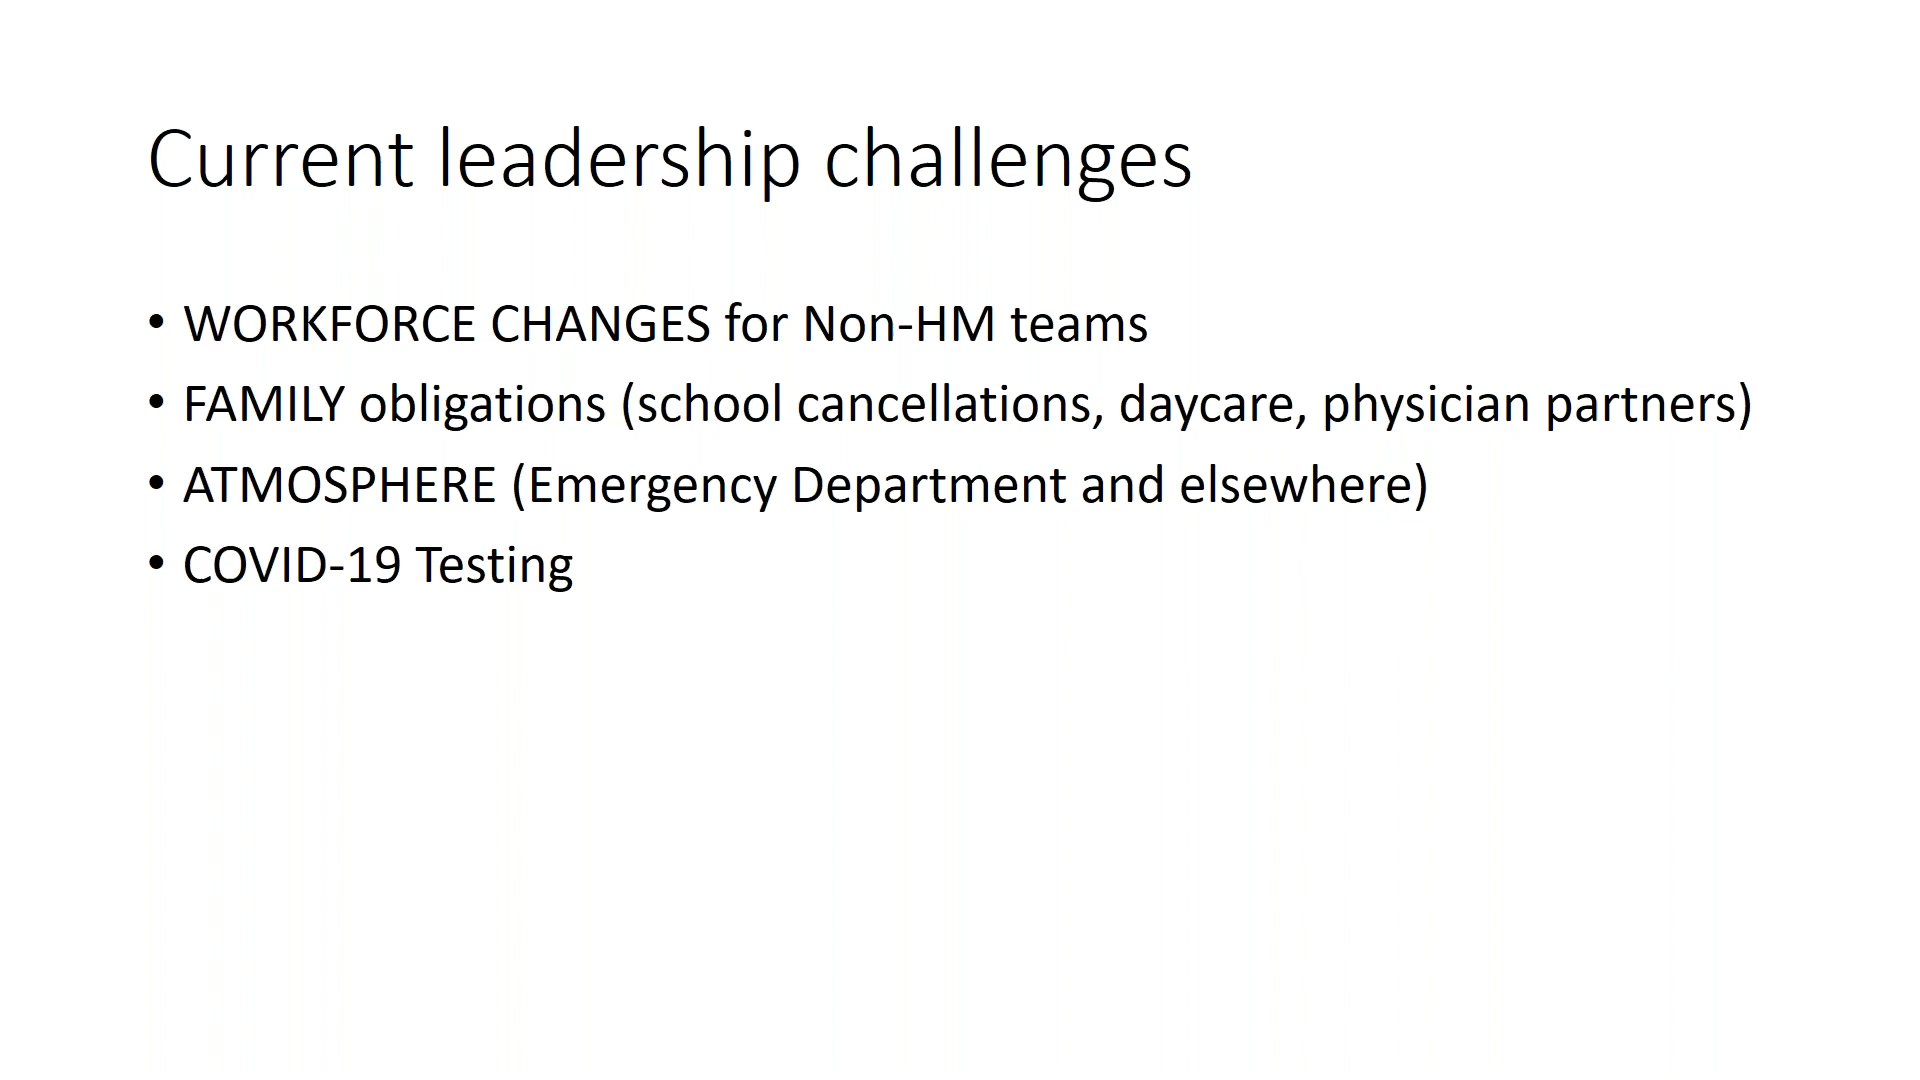 Current leadership challenges
• WORKFORCE CHANGES for Non-HM teams
• FAMILY obligations (school cancellations, daycare, physician partners)
• ATMOSPHERE (Emergency Department and elsewhere)
• COVID-19 Testing